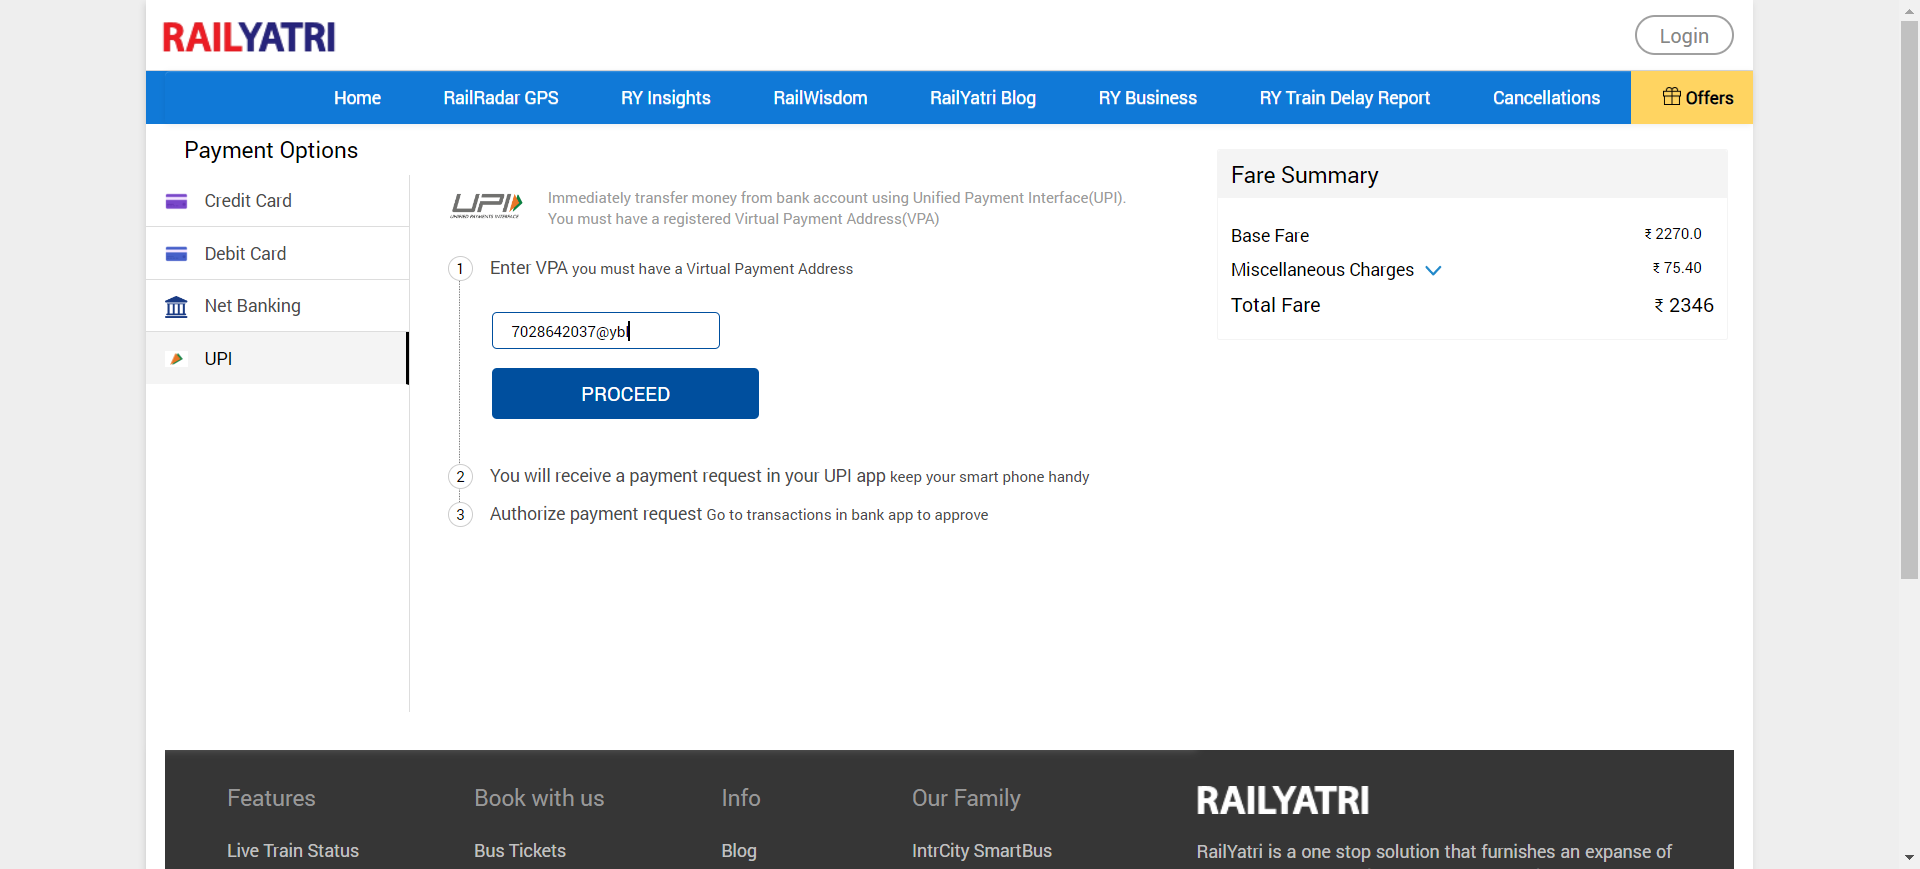 RAILYATRI
Login
Home RailRadar GPS RY Insights RailWisdom RailYatri Blog RY Business RY Train Delay Report Cancellations Offers
Payment Options
Credit Card
Debit Card
Net Banking
UPI
UPI
UNIFIED PAYMENTS INTERFACE
Immediately transfer money from bank account using Unified Payment Interface(UPI).
You must have a registered Virtual Payment Address(VPA)
1 Enter VPA you must have a Virtual Payment Address
7028642037@ybl
PROCEED
2 You will receive a payment request in your UPI app keep your smart phone handy
3 Authorize payment request Go to transactions in bank app to approve
Fare Summary
Base Fare ₹ 2270.0
Miscellaneous Charges ₹ 75.40
Total Fare ₹ 2346
Features Book with us Info Our Family RAILYATRI
Live Train Status Bus Tickets Blog IntrCity SmartBus RailYatri is a one stop solution that furnishes an expanse of